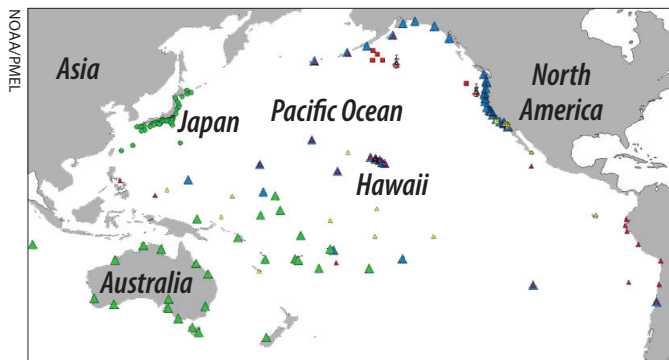 NOAA/PMEL
Asia
Japan
Pacific Ocean
North
America
Hawaii
Australia